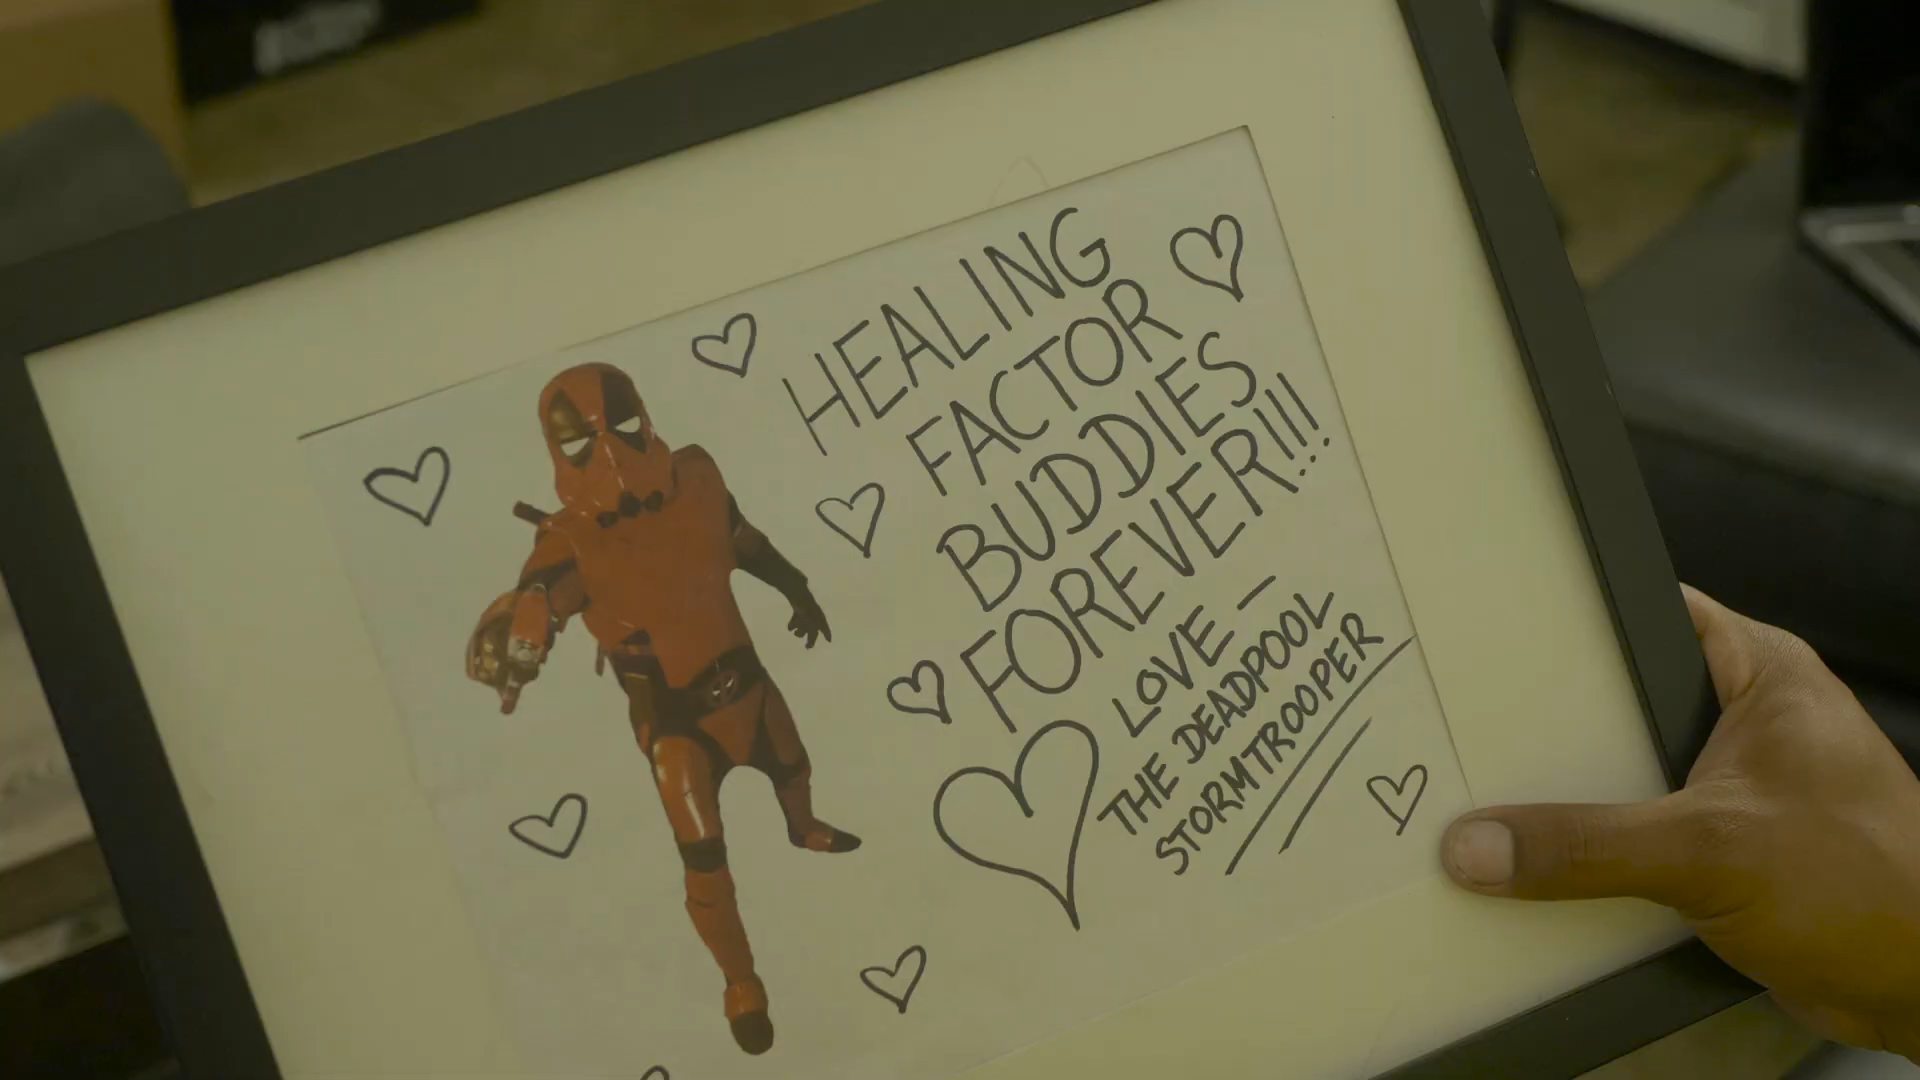 HEALING
FACTOR
BUDDIES
FOREVER!!!
LOVE —
THE DEADPOOL
STORMTROOPER